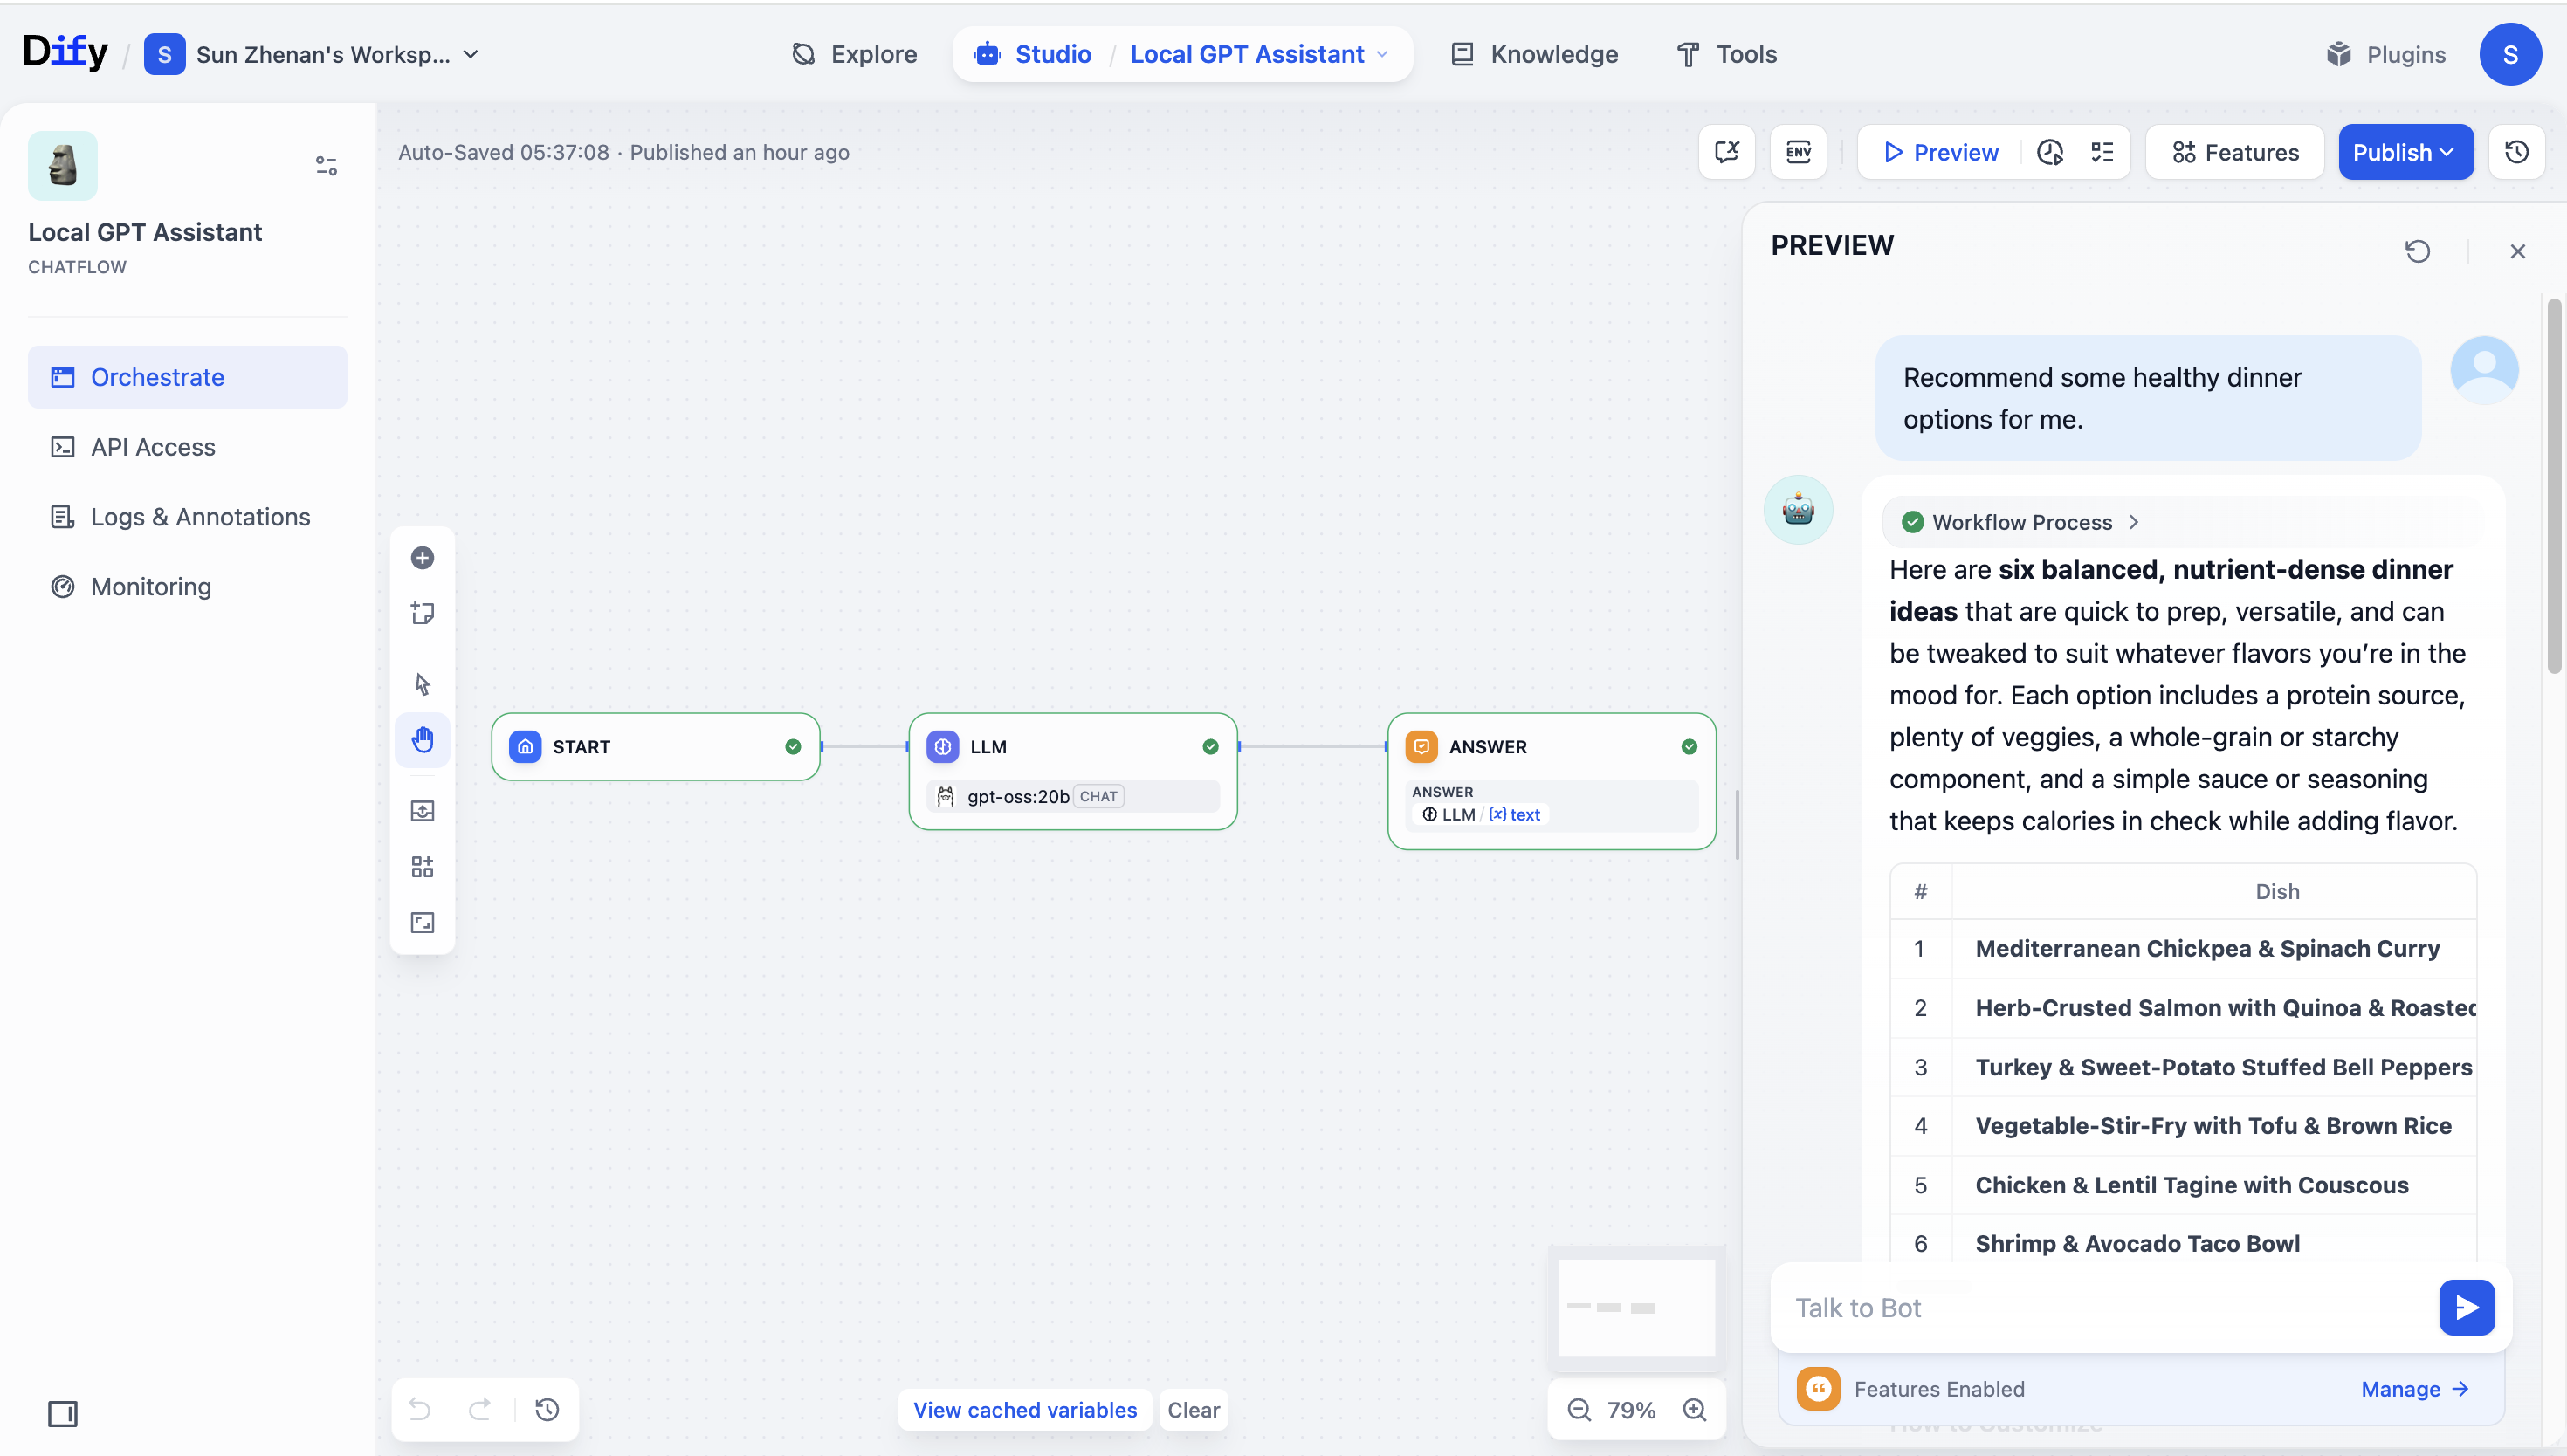 Dify / S Sun Zhenan's Worksp...
Explore
Studio / Local GPT Assistant
Knowledge
Tools
Plugins
S
Local GPT Assistant
CHATFLOW
Orchestrate
API Access
Logs & Annotations
Monitoring
Auto-Saved 05:37:08 · Published an hour ago
ENV
Preview
Features
Publish
START
LLM
gpt-oss:20b CHAT
ANSWER
ANSWER
LLM / {x} text
View cached variables
Clear
79%
PREVIEW
Recommend some healthy dinner
options for me.
Workflow Process
Here are six balanced, nutrient-dense dinner
ideas that are quick to prep, versatile, and can
be tweaked to suit whatever flavors you’re in the
mood for. Each option includes a protein source,
plenty of veggies, a whole-grain or starchy
component, and a simple sauce or seasoning
that keeps calories in check while adding flavor.
# Dish
1 Mediterranean Chickpea & Spinach Curry
2 Herb-Crusted Salmon with Quinoa & Roasted
3 Turkey & Sweet-Potato Stuffed Bell Peppers
4 Vegetable-Stir-Fry with Tofu & Brown Rice
5 Chicken & Lentil Tagine with Couscous
6 Shrimp & Avocado Taco Bowl
Talk to Bot
Features Enabled
Manage →
How to Customize